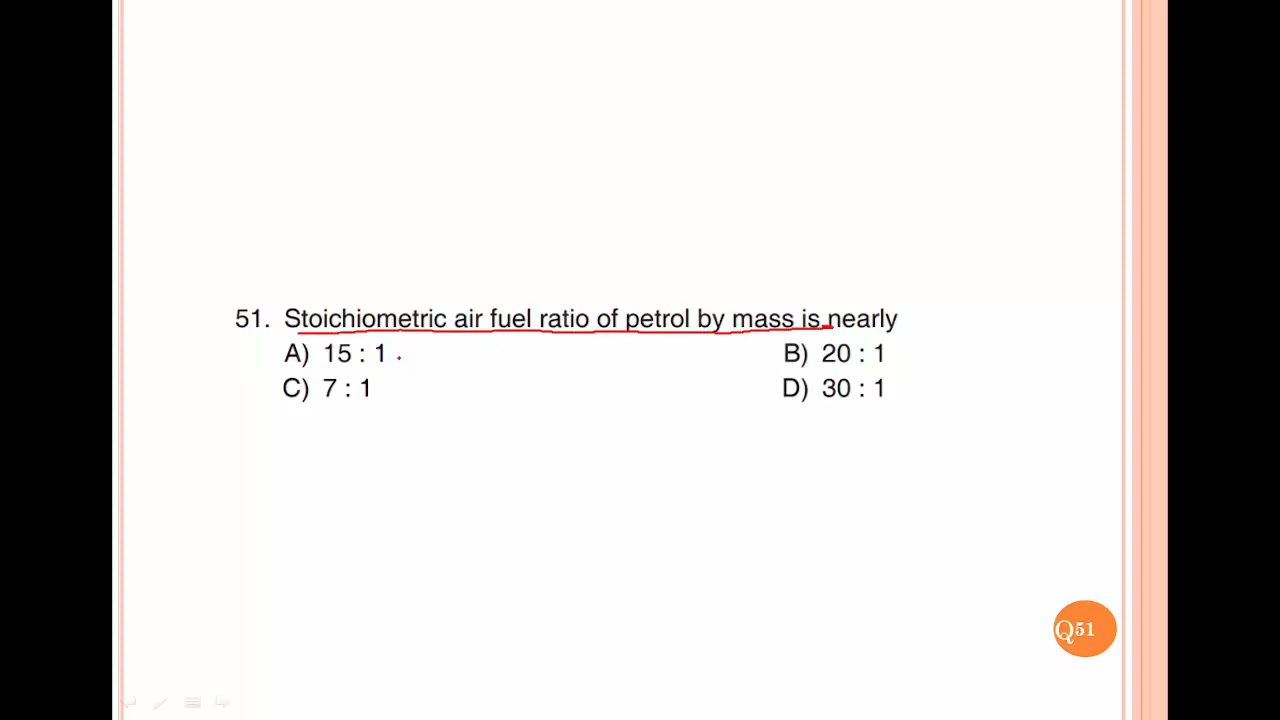 51. Stoichiometric air fuel ratio of petrol by mass is nearly
A) 15 : 1 B) 20 : 1
C) 7 : 1 D) 30 : 1
Q51